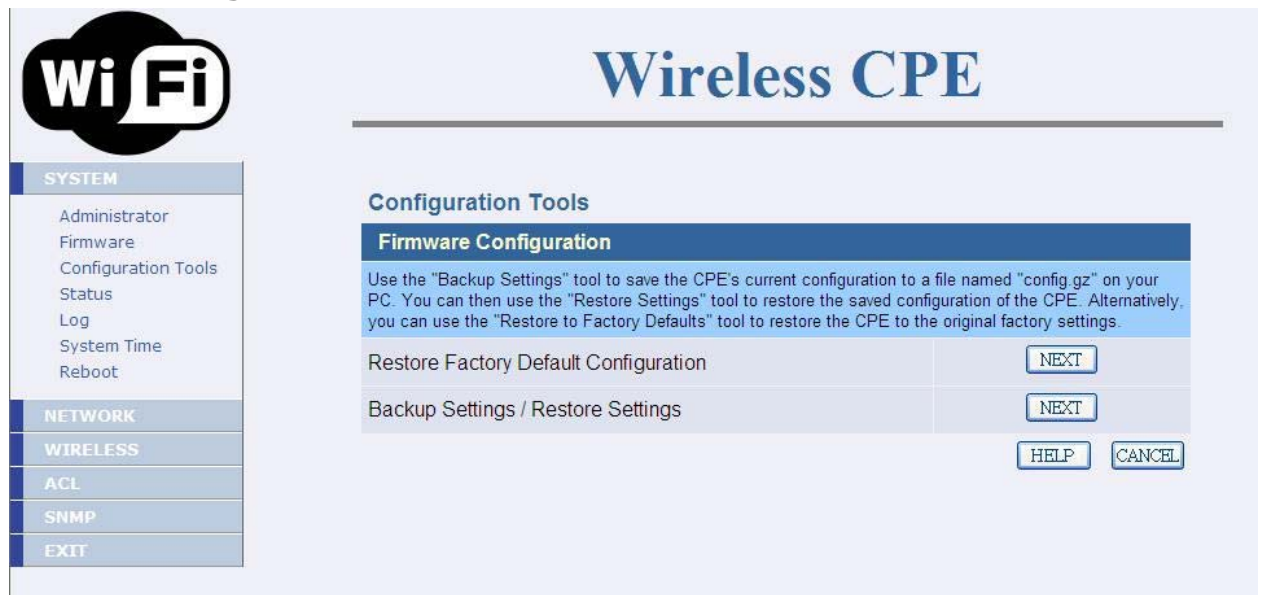 Wi Fi
Wireless CPE
SYSTEM
Administrator
Firmware
Configuration Tools
Status
Log
System Time
Reboot
NETWORK
WIRELESS
ACL
SNMP
EXIT
Configuration Tools
Firmware Configuration
Use the "Backup Settings" tool to save the CPE's current configuration to a file named "config.gz" on your
PC. You can then use the "Restore Settings" tool to restore the saved configuration of the CPE. Alternatively,
you can use the "Restore to Factory Defaults" tool to restore the CPE to the original factory settings.
Restore Factory Default Configuration
NEXT
Backup Settings / Restore Settings
NEXT
HELP CANCEL